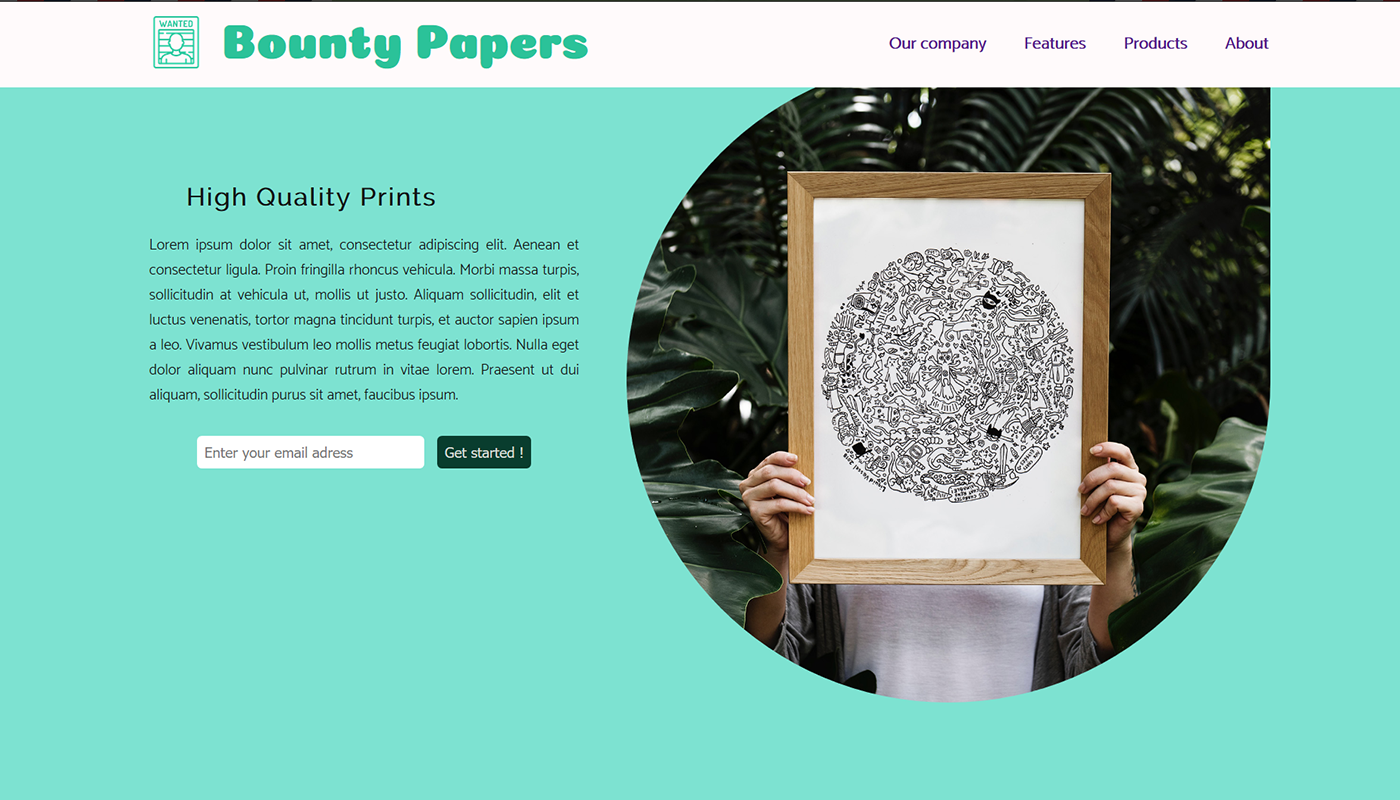 WANTED
Bounty Papers
Our company Features Products About
High Quality Prints
Lorem ipsum dolor sit amet, consectetur adipiscing elit. Aenean et
consectetur ligula. Proin fringilla rhoncus vehicula. Morbi massa turpis,
sollicitudin at vehicula ut, mollis ut justo. Aliquam sollicitudin, elit et
luctus venenatis, tortor magna tincidunt turpis, et auctor sapien ipsum
a leo. Vivamus vestibulum leo mollis metus feugiat lobortis. Nulla eget
dolor aliquam nunc pulvinar rutrum in vitae lorem. Praesent ut dui
aliquam, sollicitudin purus sit amet, faucibus ipsum.
Enter your email adress
Get started !